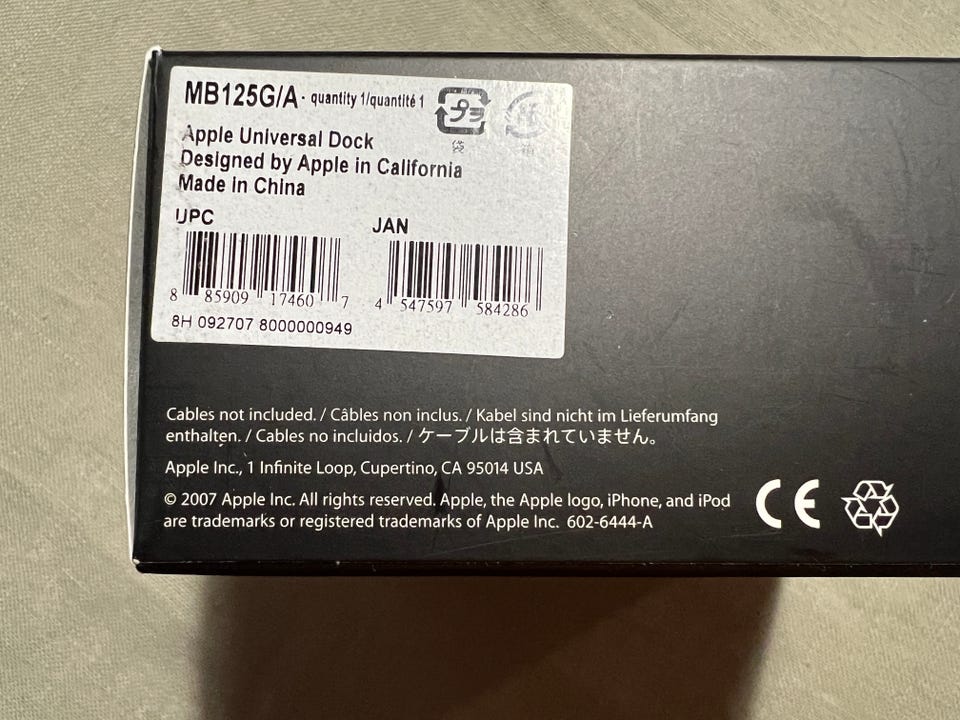 MB125G/A · quantity 1/quantité 1
Apple Universal Dock
Designed by Apple in California
Made in China
UPC
JAN
8 85909 17460 7
4 547597 584286
8H 092707 8000000949
Cables not included. / Câbles non inclus. / Kabel sind nicht im Lieferumfang
enthalten. / Cables no incluidos. / ケーブルは含まれていません。
Apple Inc., 1 Infinite Loop, Cupertino, CA 95014 USA
© 2007 Apple Inc. All rights reserved. Apple, the Apple logo, iPhone, and iPod
are trademarks or registered trademarks of Apple Inc. 602-6444-A
CE